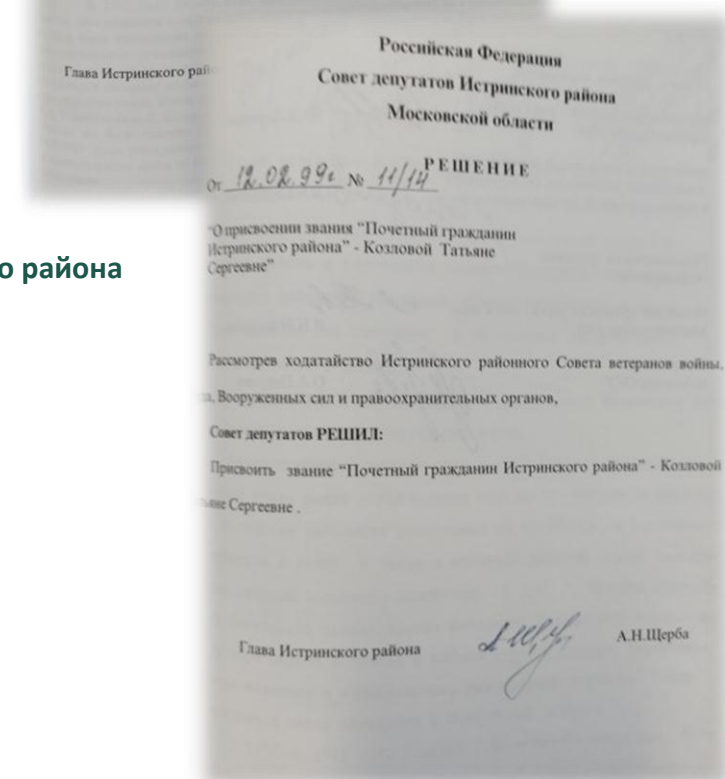 Глава Истринского рай
о района
Российская Федерация
Совет депутатов Истринского района
Московской области
РЕШЕНИЕ
От 12.02.99г № 11/14
"О присвоении звания "Почетный гражданин
Истринского района" - Козловой Татьяне
Сергеевне"
Рассмотрев ходатайство Истринского районного Совета ветеранов войны,
Вооруженных сил и правоохранительных органов,
Совет депутатов РЕШИЛ:
Присвоить звание "Почетный гражданин Истринского района" - Козловой
Сергеевне .
Глава Истринского района А.Н.Щерба